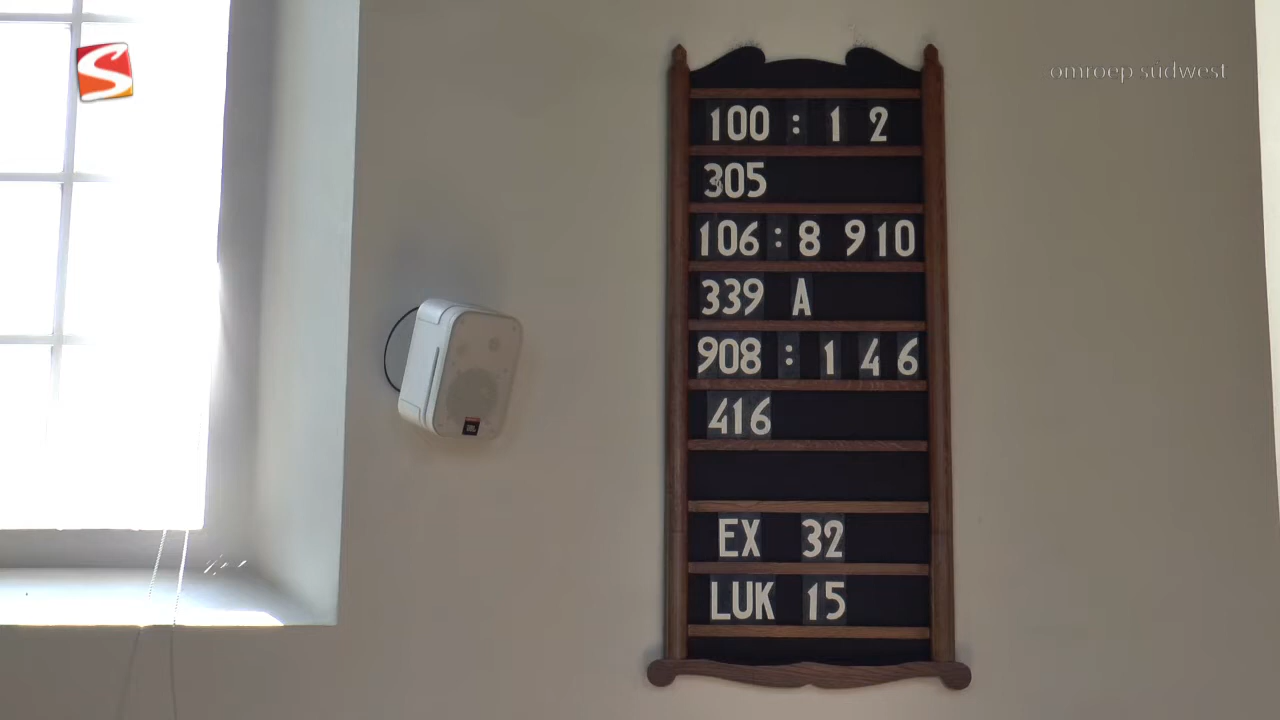 S
omroep súdwest
100 : 1 2
305
106 : 8 9 10
339 A
908 : 1 4 6
416
EX 32
LUK 15